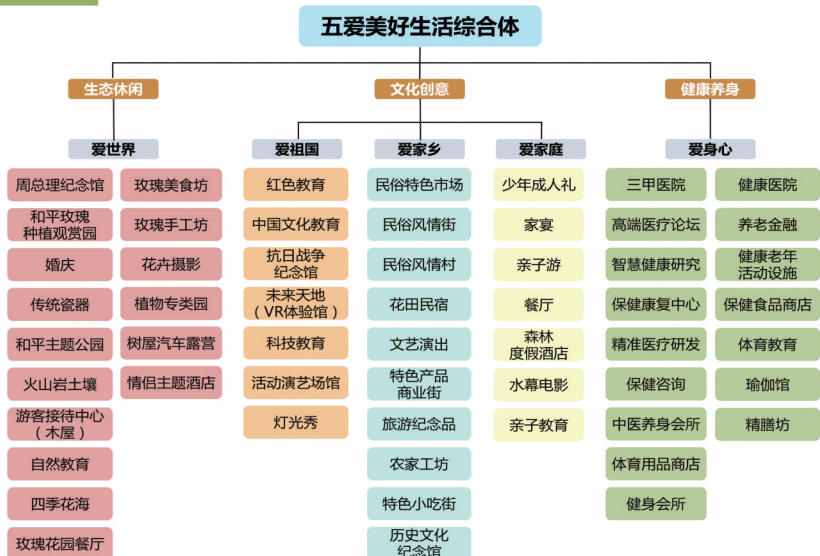 五爱美好生活综合体
生态休闲
文化创意
健康养身
爱世界
爱祖国
爱家乡
爱家庭
爱身心
周总理纪念馆
和平玫瑰
种植观赏园
婚庆
传统瓷器
和平主题公园
火山岩土壤
游客接待中心
（木屋）
自然教育
四季花海
玫瑰花园餐厅
玫瑰美食坊
玫瑰手工坊
花卉摄影
植物专类园
树屋汽车露营
情侣主题酒店
红色教育
中国文化教育
抗日战争
纪念馆
未来天地
（VR体验馆）
科技教育
活动演艺场馆
灯光秀
民俗特色市场
民俗风情街
民俗风情村
花田民宿
文艺演出
特色产品
商业街
旅游纪念品
农家工坊
特色小吃街
历史文化
纪念馆
少年成人礼
家宴
亲子游
餐厅
森林
度假酒店
水幕电影
亲子教育
三甲医院
高端医疗论坛
智慧健康研究
保健康复中心
精准医疗研发
保健咨询
中医养身会所
体育用品商店
健身会所
健康医院
养老金融
健康老年
活动设施
保健食品商店
体育教育
瑜伽馆
精膳坊